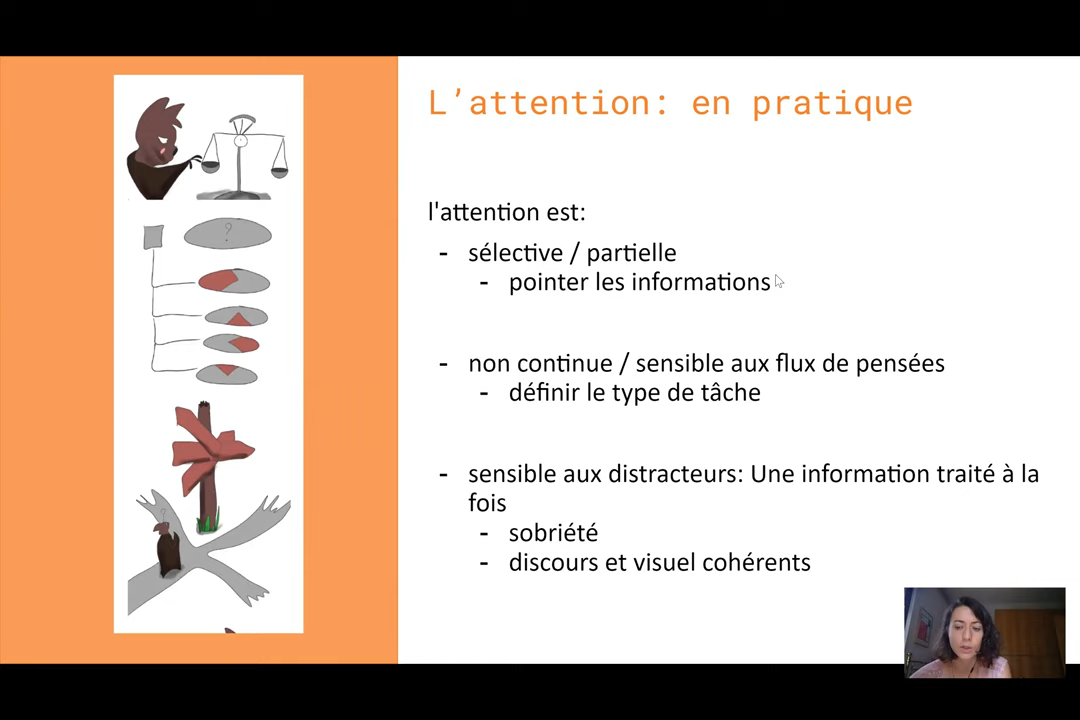 L’attention: en pratique
l'attention est:
- sélective / partielle
- pointer les informations
- non continue / sensible aux flux de pensées
- définir le type de tâche
- sensible aux distracteurs: Une information traité à la
fois
- sobriété
- discours et visuel cohérents
?
?